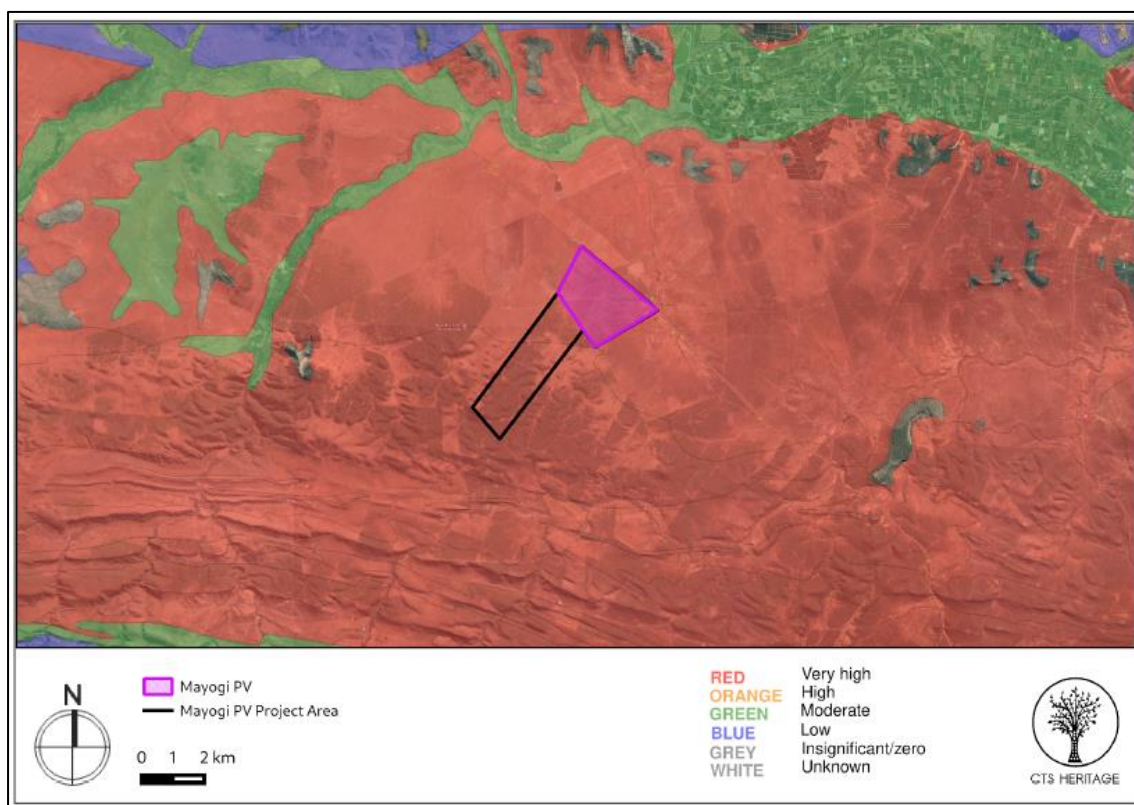 N
0 1 2 km
Mayogi PV
Mayogi PV Project Area
RED Very high
ORANGE High
GREEN Moderate
BLUE Low
GREY Insignificant/zero
WHITE Unknown
CTS HERITAGE